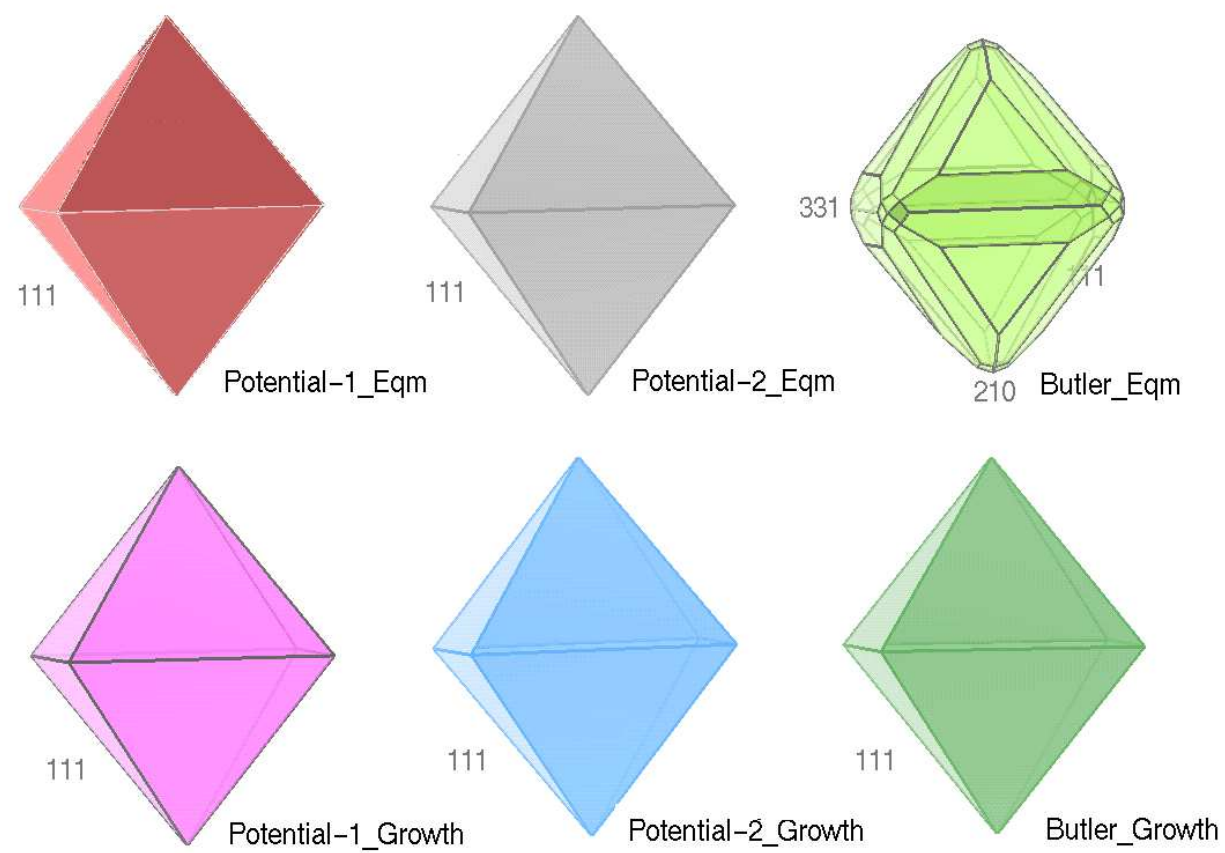 111
Potential-1_Eqm
111
Potential-2_Eqm
331
111
210
Butler_Eqm
111
Potential-1_Growth
111
Potential-2_Growth
111
Butler_Growth